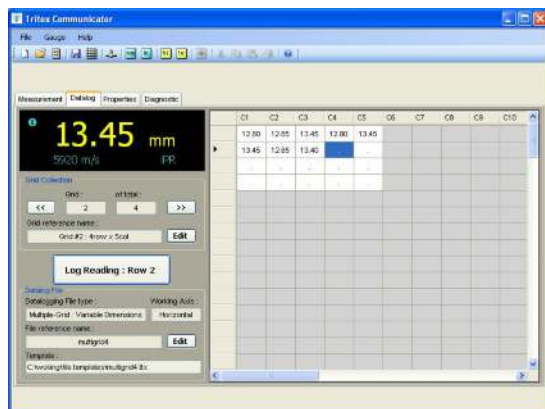 Tritex Communicator
File Gauge Help
Measurement Datalog Properties Diagnostic
13.45 mm
5920 m/s
Grid Collection
Grid : of total :
<< 2 4 >>
Grid reference name :
Grid #2 : 4row x 5col Edit
Log Reading : Row 2
Datalog File
Datalogging File type : Working Axis :
Multiple-Grid : Variable Dimensions Horizontal
File reference name :
multigrid4 Edit
Template :
C1 C2 C3 C4 C5 C6 C7 C8 C9 C10
12.80 12.85 13.45 12.80 13.45
13.45 12.85 13.40